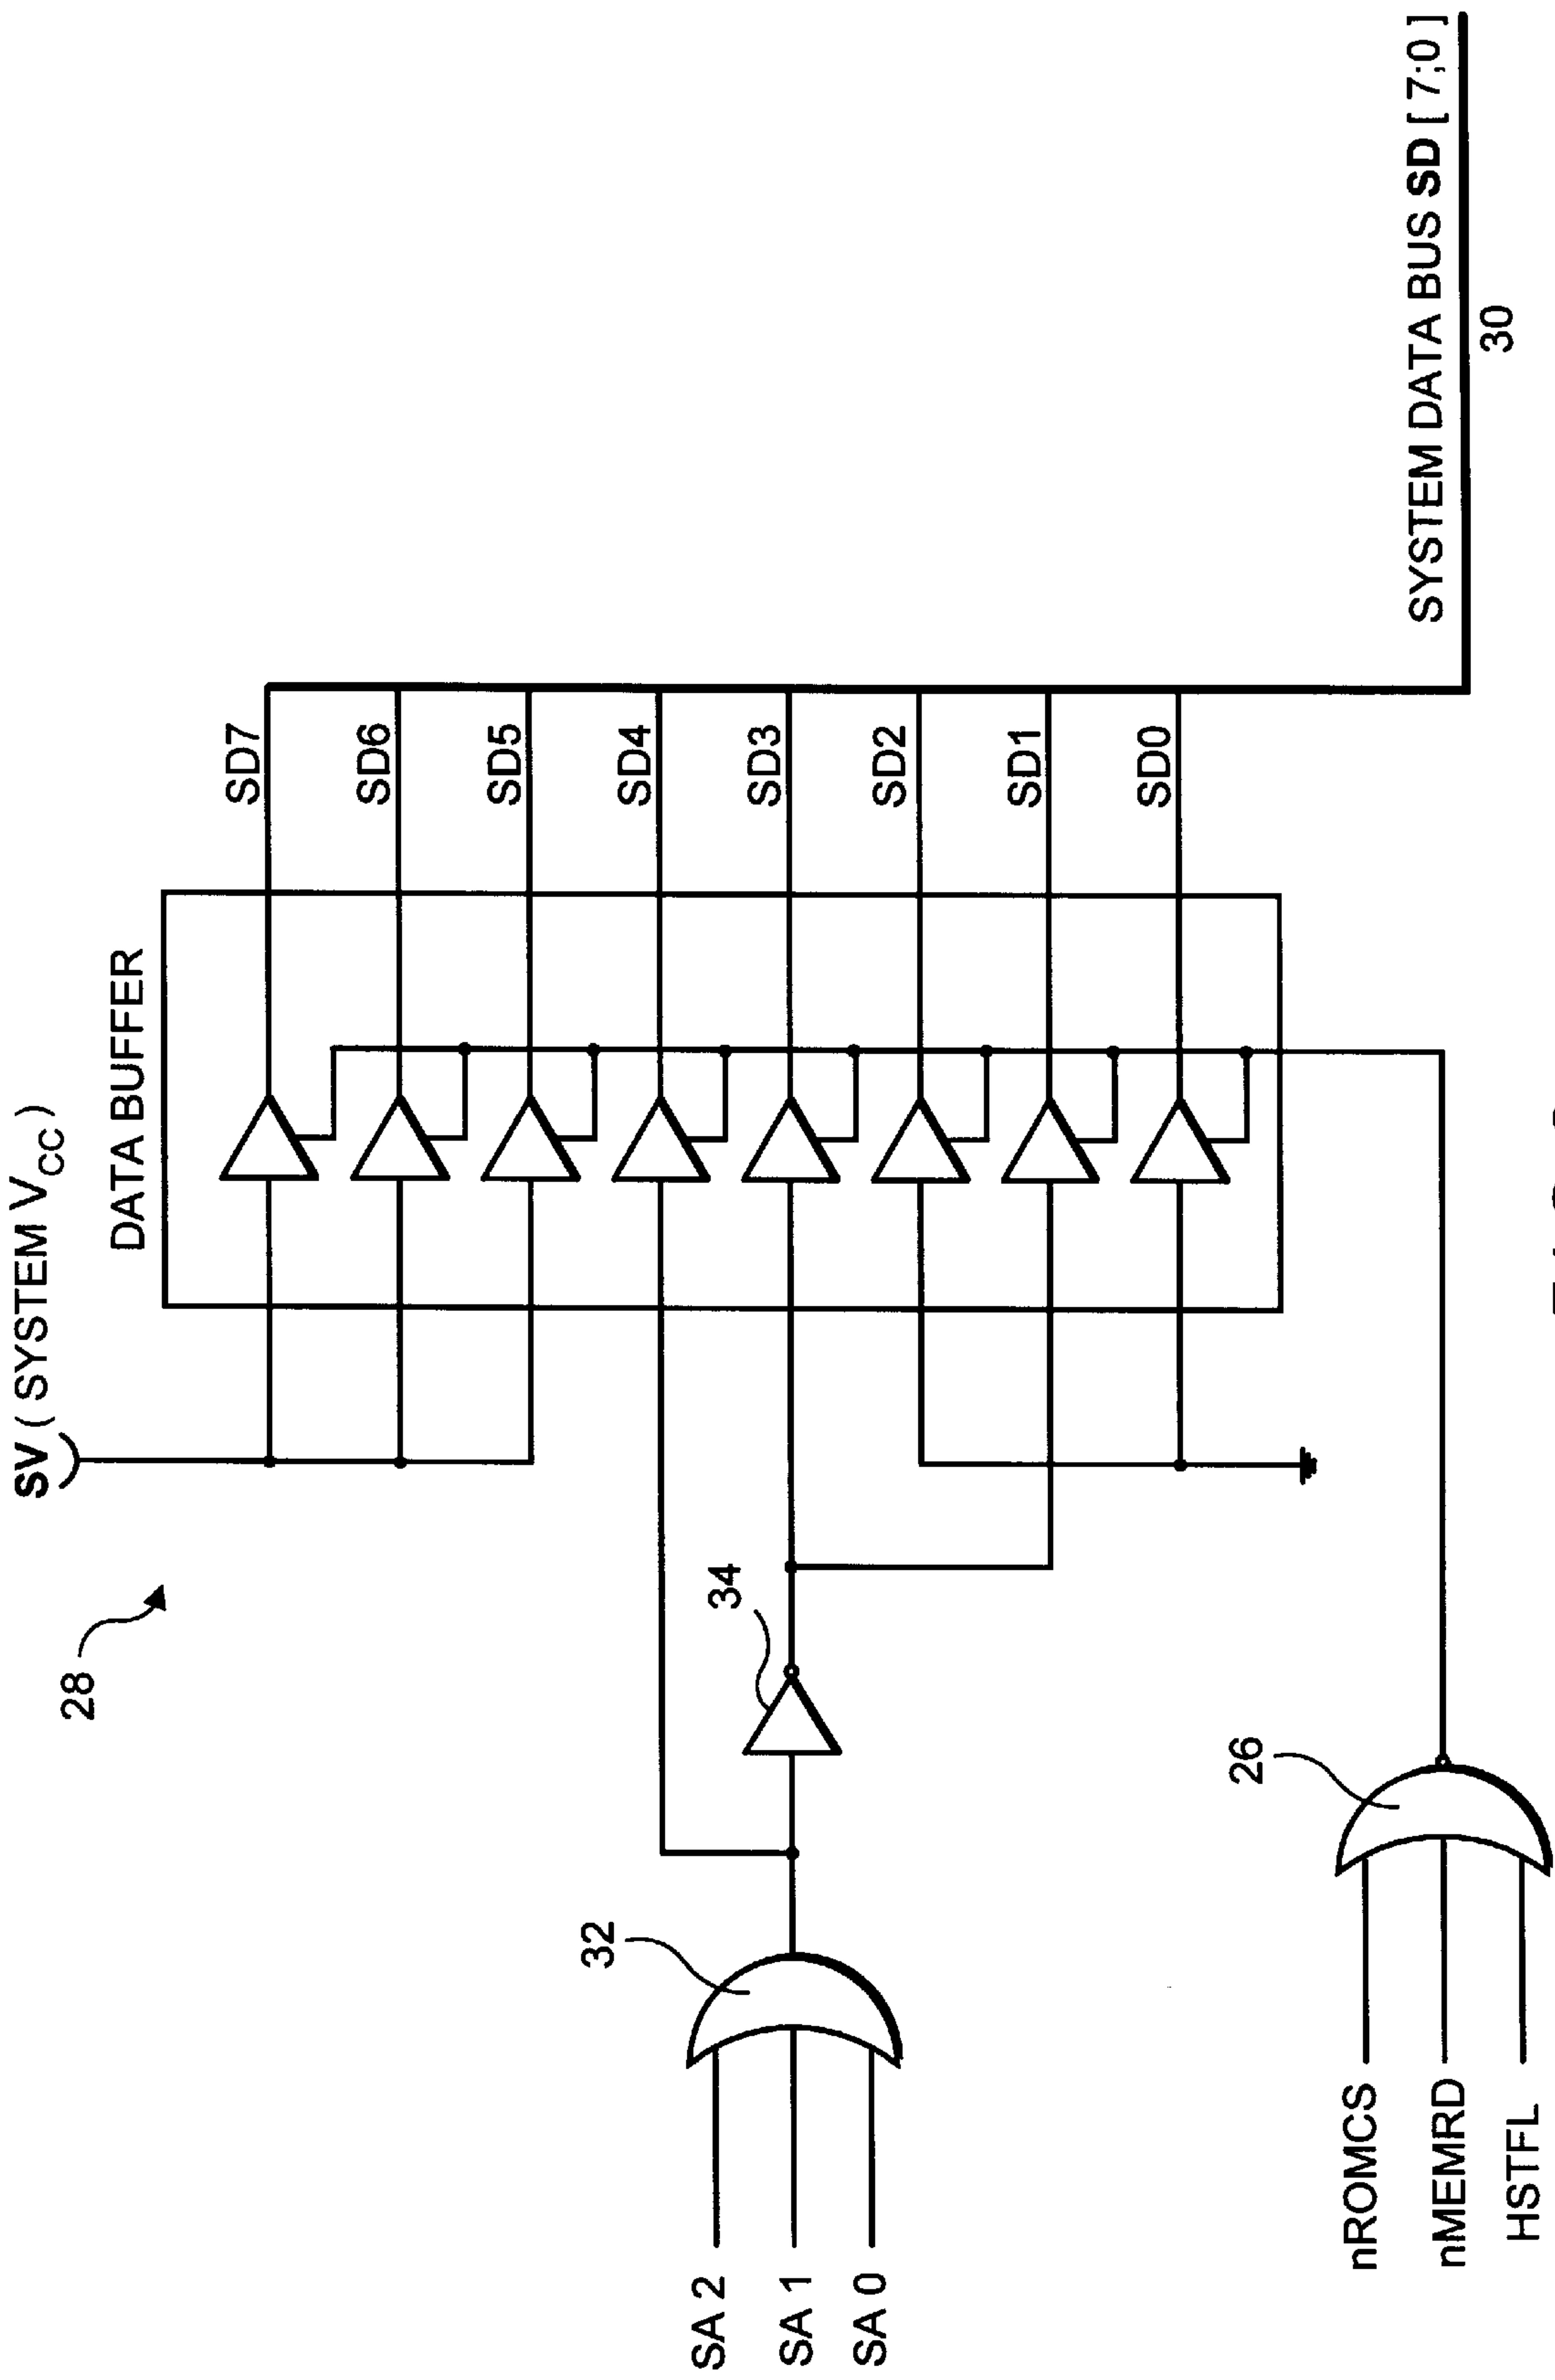 SV ( SYSTEM VCC )
DATA BUFFER
28
SD7
SD6
SD5
SD4
SD3
SD2
SD1
SD0
34
32
SA 2
SA 1
SA 0
26
nROMCS
nMEMRD
HSTFL
SYSTEM DATA BUS SD [ 7;0 ]
30